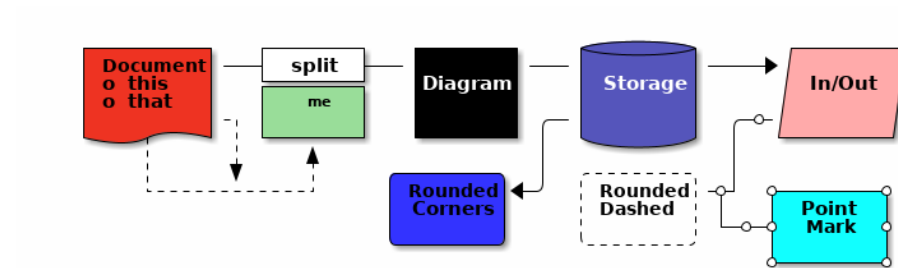 Document
o this
o that
split
me
Diagram
Storage
In/Out
Rounded
Corners
Rounded
Dashed
Point
Mark